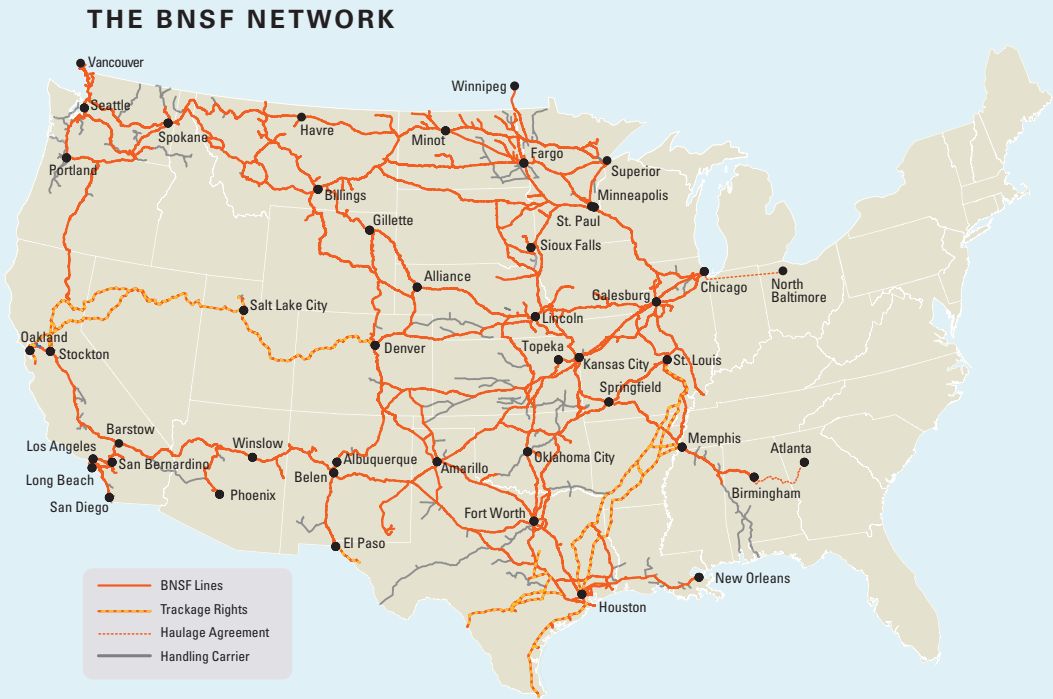 THE BNSF NETWORK
Vancouver
Winnipeg
Seattle
Spokane
Havre
Minot
Fargo
Superior
Portland
Billings
Minneapolis
St. Paul
Gillette
Sioux Falls
Alliance
Chicago
North
Baltimore
Galesburg
Salt Lake City
Lincoln
Oakland
Stockton
Denver
Topeka
Kansas City
St. Louis
Springfield
Barstow
Winslow
Memphis
Los Angeles
San Bernardino
Albuquerque
Amarillo
Oklahoma City
Atlanta
Long Beach
Belen
Phoenix
Birmingham
San Diego
Fort Worth
El Paso
New Orleans
Houston
BNSF Lines
Trackage Rights
Haulage Agreement
Handling Carrier